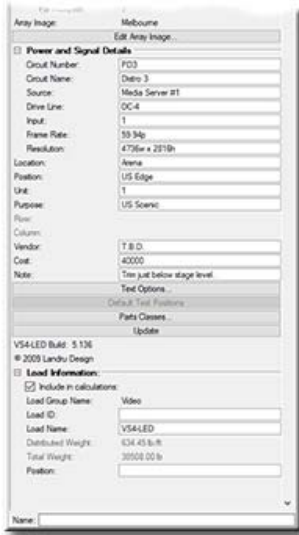 Array Image: Melbourne
Edit Array Image...
Power and Signal Details
Circuit Number: PD3
Circuit Name: Distro 3
Source: Media Server #1
Drive Line: OC-4
Input: 1
Frame Rate: 59.94p
Resolution: 4736w x 2816h
Location: Arena
Position: US Edge
Unit: 1
Purpose: US Scenic
Row:
Column:
Vendor: T.B.D.
Cost: 40000
Note: Trim just below stage level
Text Options...
Default Text Positions
Parts Classes...
Update
VS4-LED Build: 5.136
© 2009 Landru Design
Load Information:
Include in calculations:
Load Group Name: Video
Load ID:
Load Name: VS4-LED
Distributed Weight: 634.45 lb/ft
Total Weight: 38508.00 lb
Position:
Name: